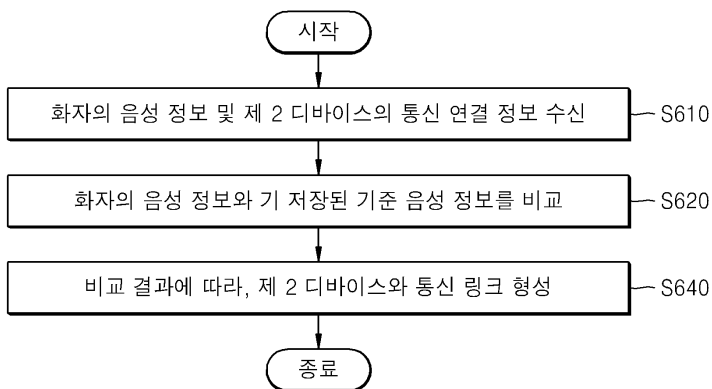 시작
화자의 음성 정보 및 제 2 디바이스의 통신 연결 정보 수신
S610
화자의 음성 정보와 기 저장된 기준 음성 정보를 비교
S620
비교 결과에 따라, 제 2 디바이스와 통신 링크 형성
S640
종료